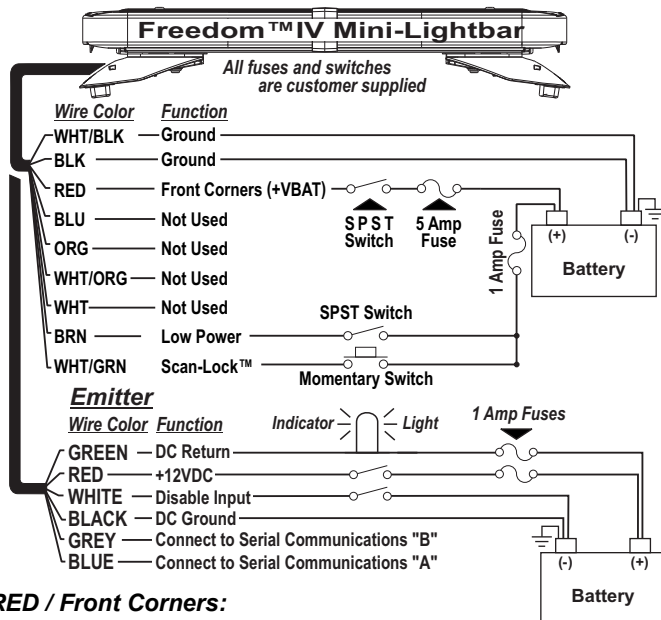 Freedom™IV Mini-Lightbar
All fuses and switches
are customer supplied
Wire Color Function
WHT/BLK Ground
BLK Ground
RED Front Corners (+VBAT)
SPST Switch
5 Amp Fuse
1 Amp Fuse
(+) (-)
Battery
BLU Not Used
ORG Not Used
WHT/ORG Not Used
WHT Not Used
BRN Low Power
SPST Switch
WHT/GRN Scan-Lock™
Momentary Switch
Emitter
Wire Color Function
Indicator Light
1 Amp Fuses
GREEN DC Return
RED +12VDC
WHITE Disable Input
BLACK DC Ground
GREY Connect to Serial Communications "B"
BLUE Connect to Serial Communications "A"
(-) (+)
Battery
RED / Front Corners: